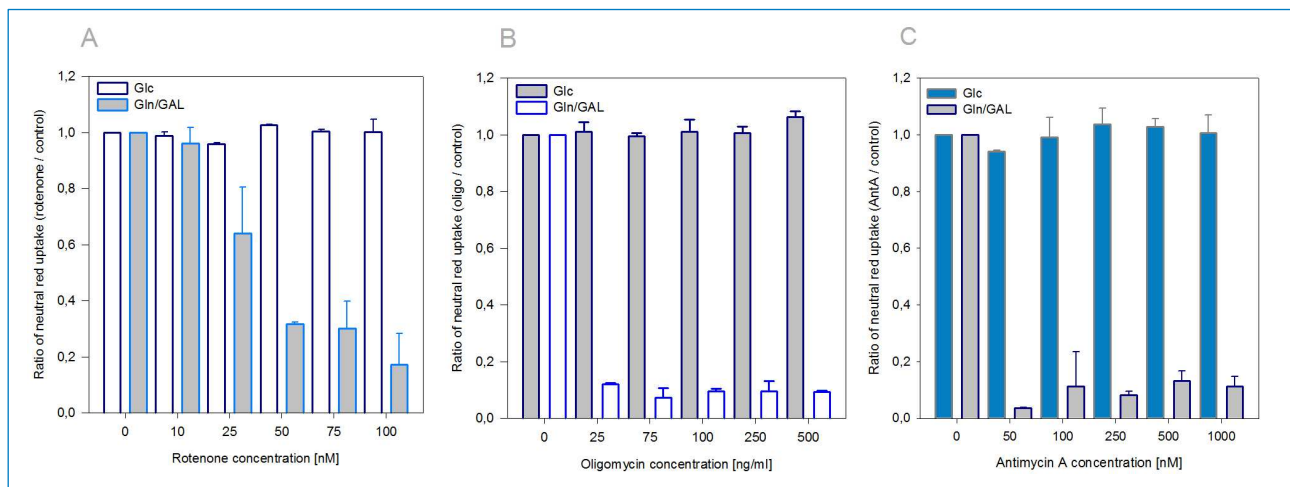 A
Ratio of neutral red uptake (rotenone / control)
1,2
1,0
0,8
0,6
0,4
0,2
0,0
Glc
Gln/GAL
0 10 25 50 75 100
Rotenone concentration [nM]
B
Ratio of neutral red uptake (oligo / control)
1,2
1,0
0,8
0,6
0,4
0,2
0,0
Glc
Gln/GAL
0 25 75 100 250 500
Oligomycin concentration [ng/ml]
C
Ratio of neutral red uptake (AntA / control)
1,2
1,0
0,8
0,6
0,4
0,2
0,0
Glc
Gln/GAL
0 50 100 250 500 1000
Antimycin A concentration [nM]